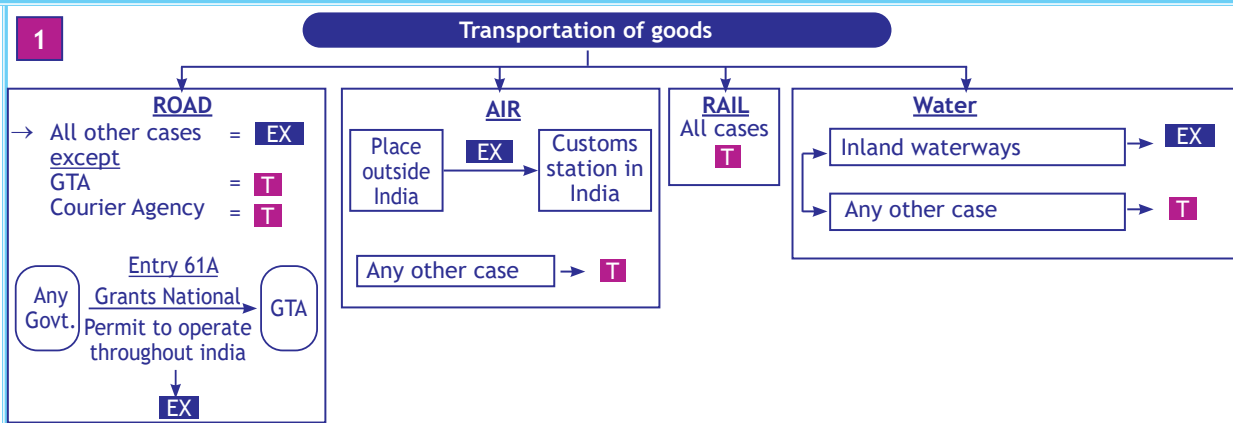 1
Transportation of goods
ROAD
→ All other cases = EX
except
GTA = T
Courier Agency = T
Entry 61A
Any
Govt.
Grants National
Permit to operate
throughout india
GTA
EX
AIR
Place
outside
India
EX
Customs
station in
India
Any other case
T
RAIL
All cases
T
Water
Inland waterways
EX
Any other case
T